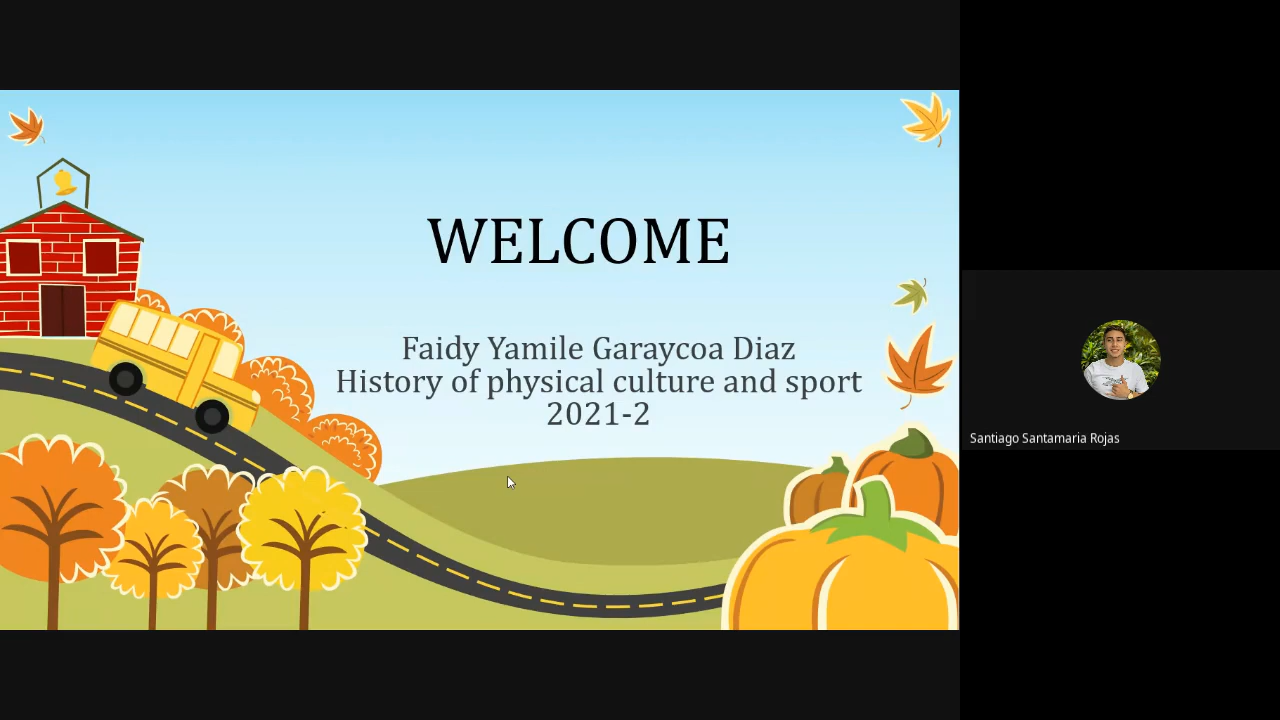 WELCOME
Faidy Yamile Garaycoa Diaz
History of physical culture and sport
2021-2
Santiago Santamaria Rojas